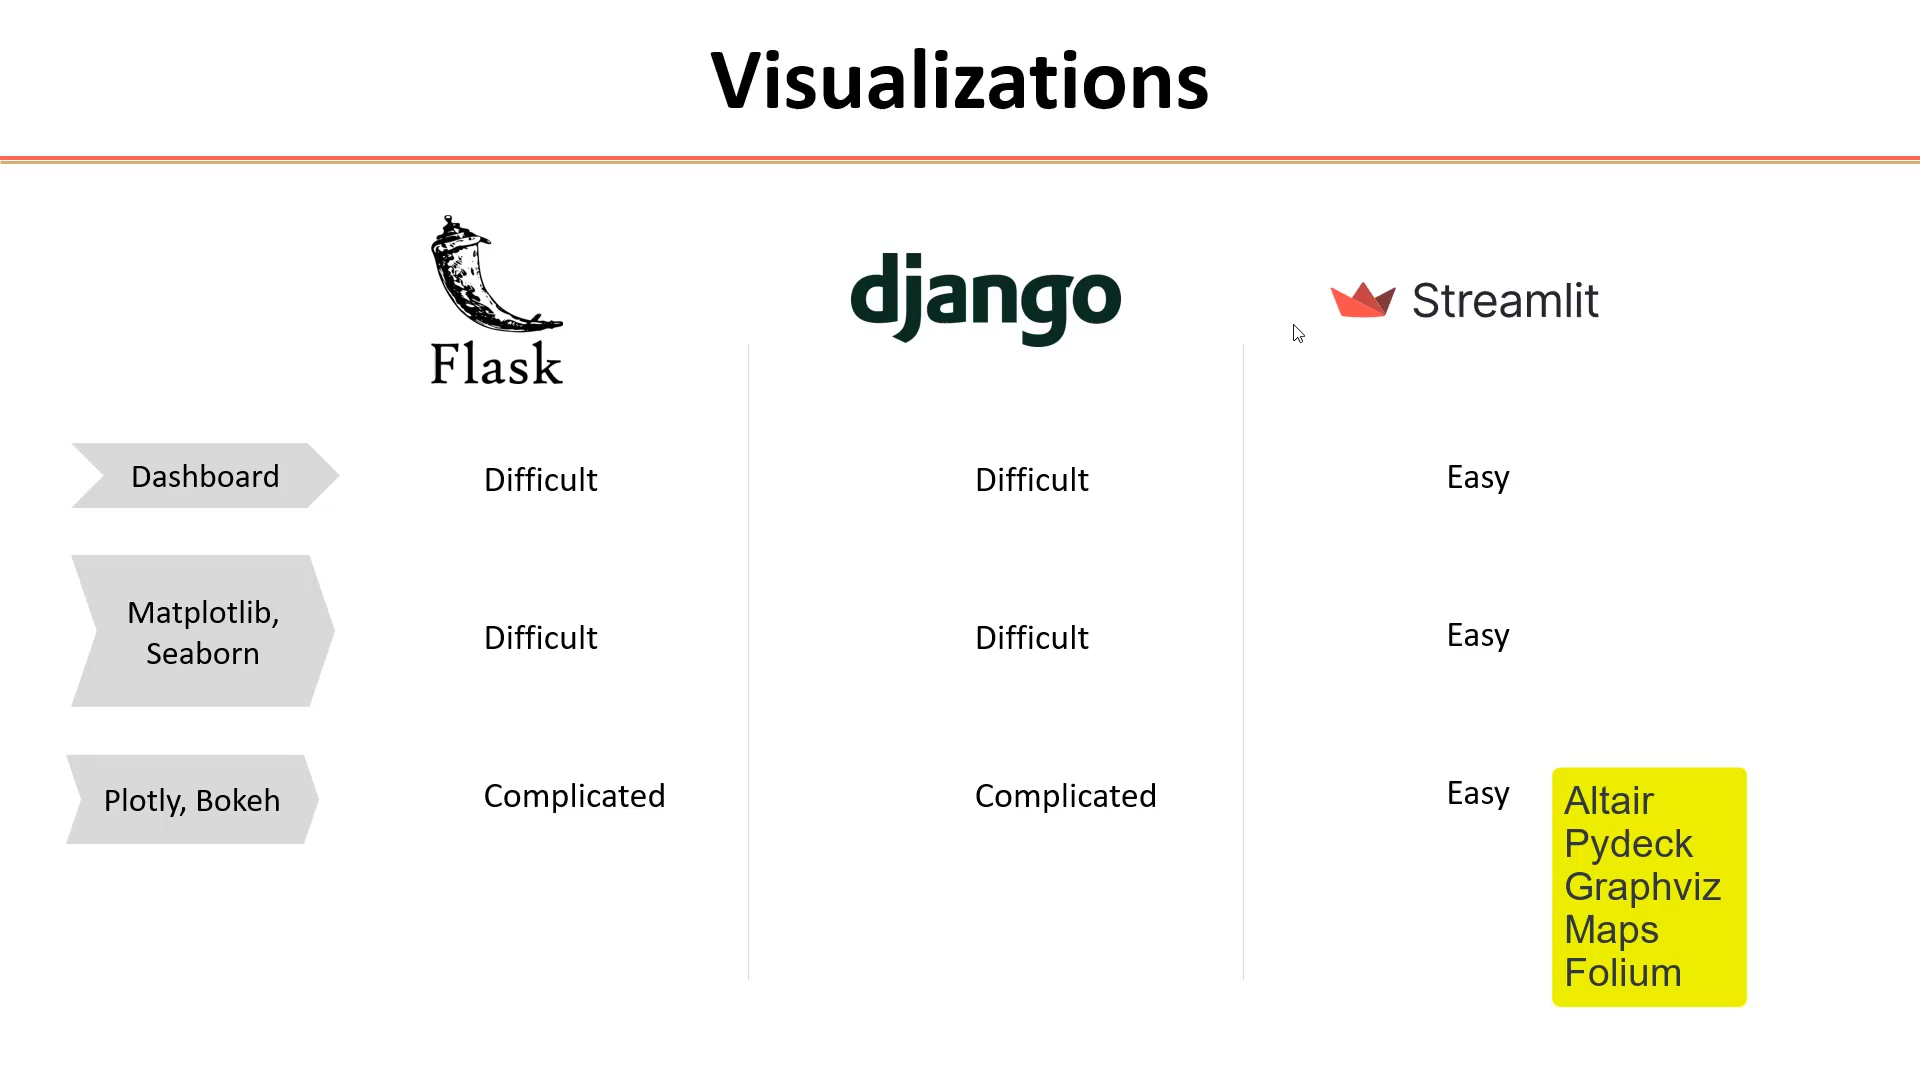 Visualizations
Flask
django
Streamlit
Dashboard
Difficult
Difficult
Easy
Matplotlib,
Seaborn
Difficult
Difficult
Easy
Plotly, Bokeh
Complicated
Complicated
Easy
Altair
Pydeck
Graphviz
Maps
Folium